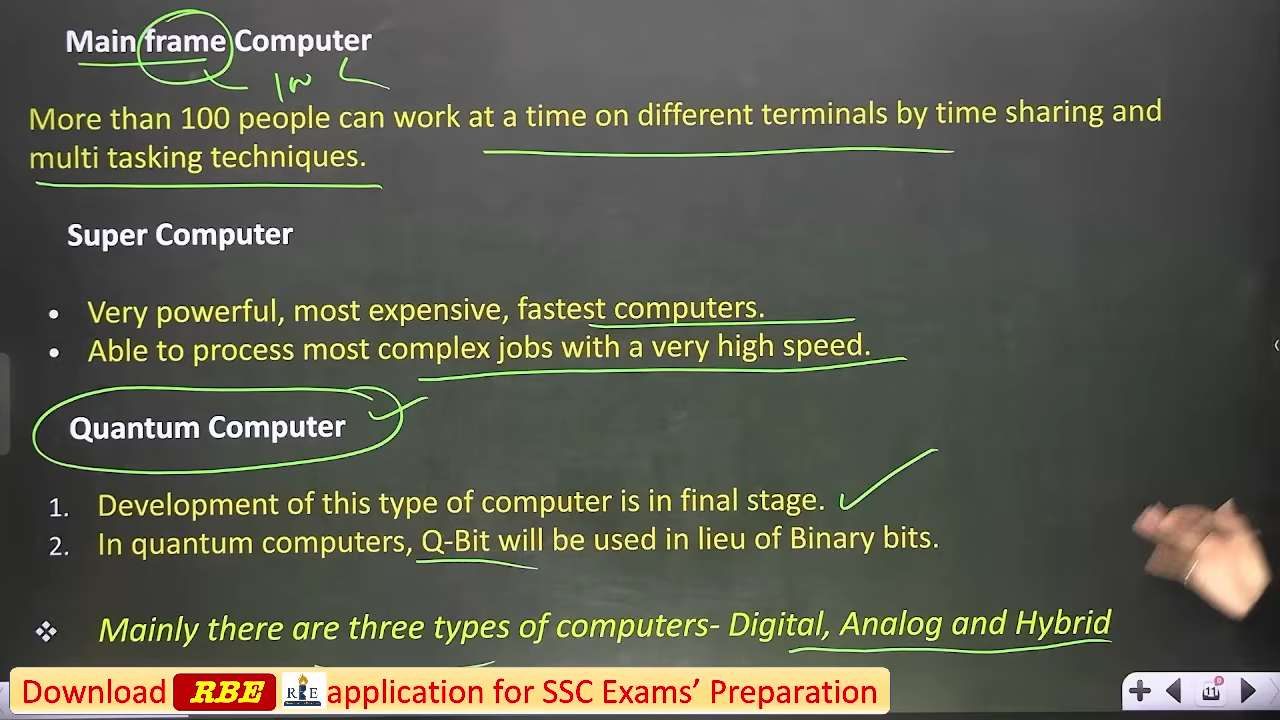 Main frame Computer
100
More than 100 people can work at a time on different terminals by time sharing and
multi tasking techniques.
Super Computer
• Very powerful, most expensive, fastest computers.
• Able to process most complex jobs with a very high speed.
Quantum Computer
1. Development of this type of computer is in final stage.
2. In quantum computers, Q-Bit will be used in lieu of Binary bits.
❖ Mainly there are three types of computers- Digital, Analog and Hybrid
Download RBE RBE application for SSC Exams’ Preparation
11